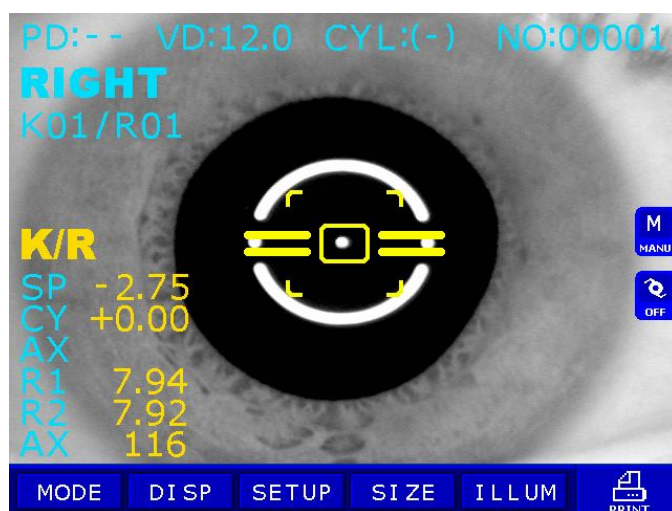 PD:-- VD:12.0 CYL:(-) NO:00001
RIGHT
K01/R01
K/R
SP -2.75
CY +0.00
AX
R1 7.94
R2 7.92
AX 116
M
MANU
OFF
MODE DISP SETUP SIZE ILLUM PRINT